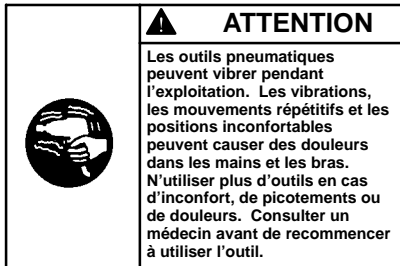 ATTENTION
Les outils pneumatiques
peuvent vibrer pendant
l'exploitation. Les vibrations,
les mouvements répétitifs et les
positions inconfortables
peuvent causer des douleurs
dans les mains et les bras.
N'utiliser plus d'outils en cas
d'inconfort, de picotements ou
de douleurs. Consulter un
médecin avant de recommencer
à utiliser l'outil.